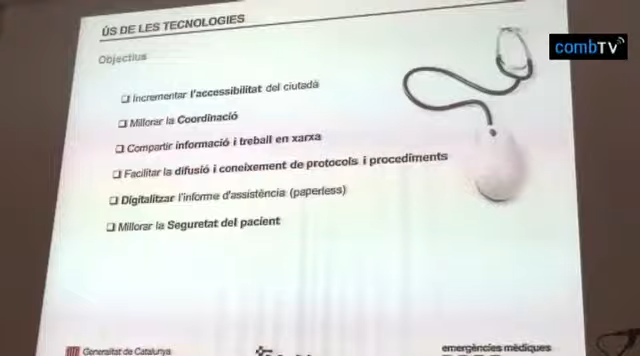 ÚS DE LES TECNOLOGIES
combTV
Objectius
Incrementar l'accessibilitat del ciutadà
Millorar la Coordinació
Compartir informació i treball en xarxa
Facilitar la difusió i coneixement de protocols i procediments
Digitalitzar l'informe d'assistència (paperless)
Millorar la Seguretat del pacient
Generalitat de Catalunya
emergències mèdiques